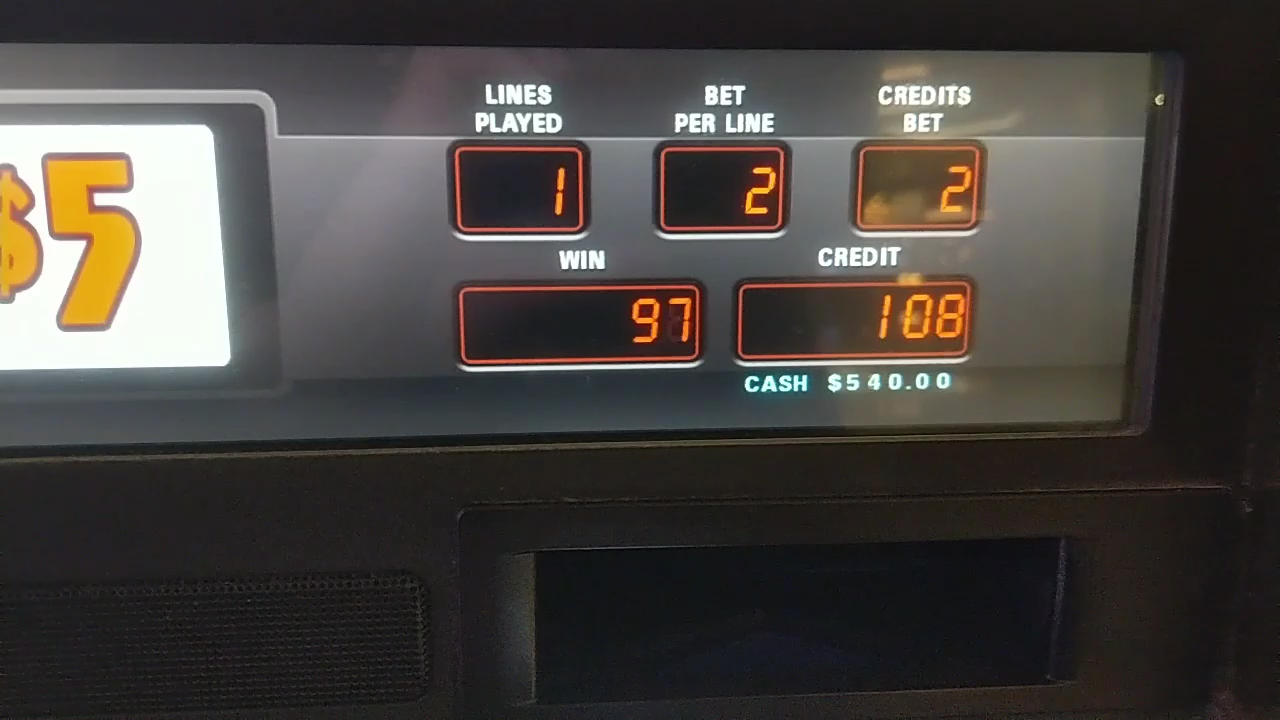 $5
LINES PLAYED
1
BET PER LINE
2
CREDITS BET
2
WIN
97
CREDIT
108
CASH $540.00